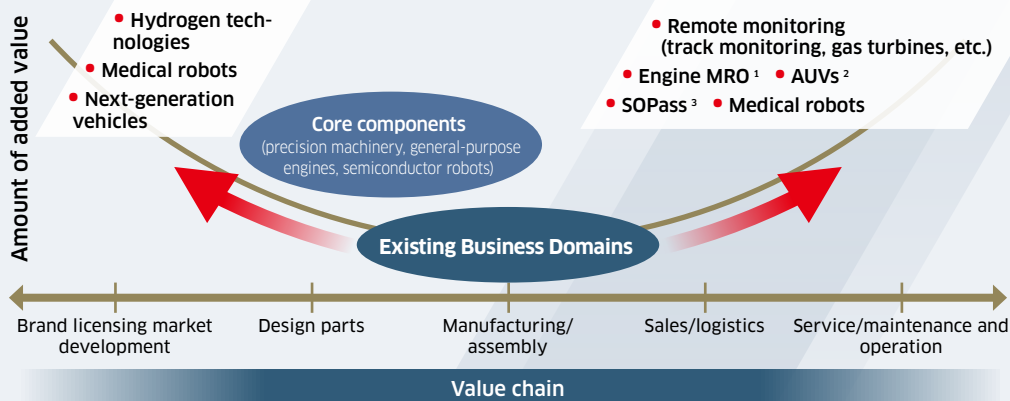 Amount of added value
• Hydrogen tech-
nologies
• Medical robots
• Next-generation
vehicles
Core components
(precision machinery, general-purpose
engines, semiconductor robots)
• Remote monitoring
(track monitoring, gas turbines, etc.)
• Engine MRO ¹ • AUVs ²
• SOPass ³ • Medical robots
Existing Business Domains
Brand licensing market
development
Design parts
Manufacturing/
assembly
Sales/logistics
Service/maintenance and
operation
Value chain